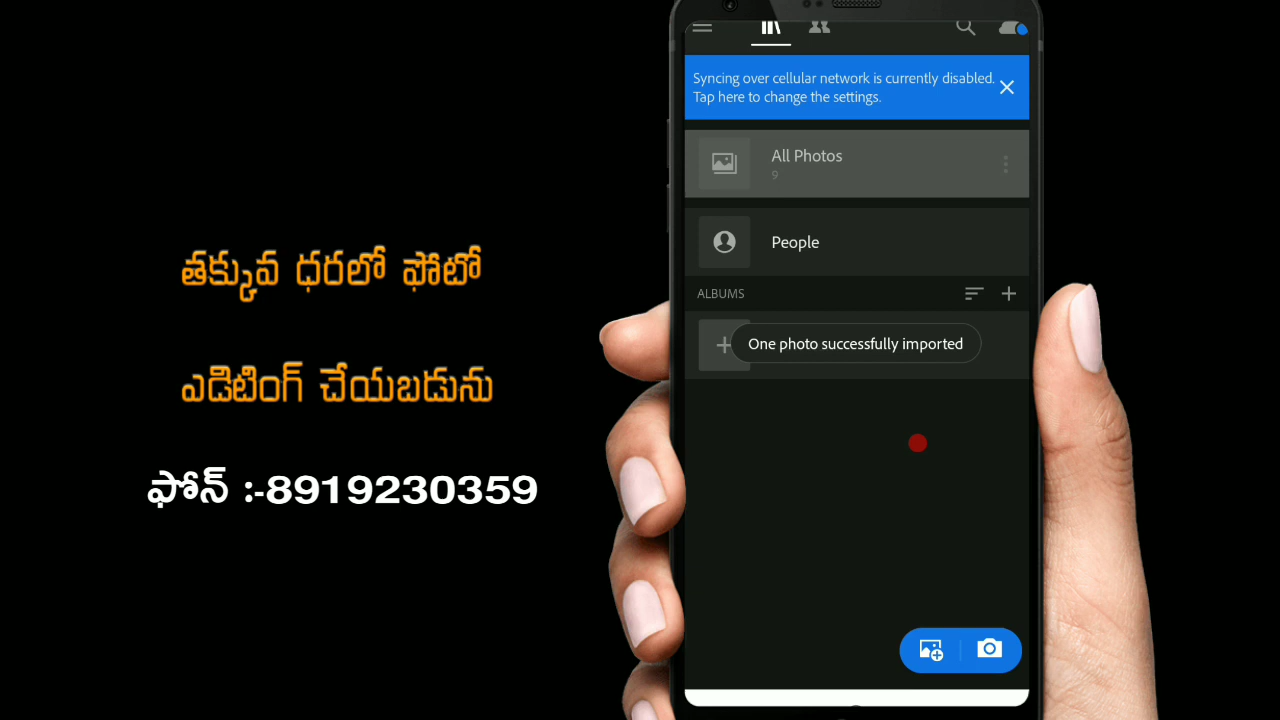 తక్కువ ధరలో ఫోటో
ఎడిటింగ్ చేయబడును
ఫోన్ :-8919230359
Syncing over cellular network is currently disabled.
Tap here to change the settings.
All Photos
9
People
ALBUMS
One photo successfully imported